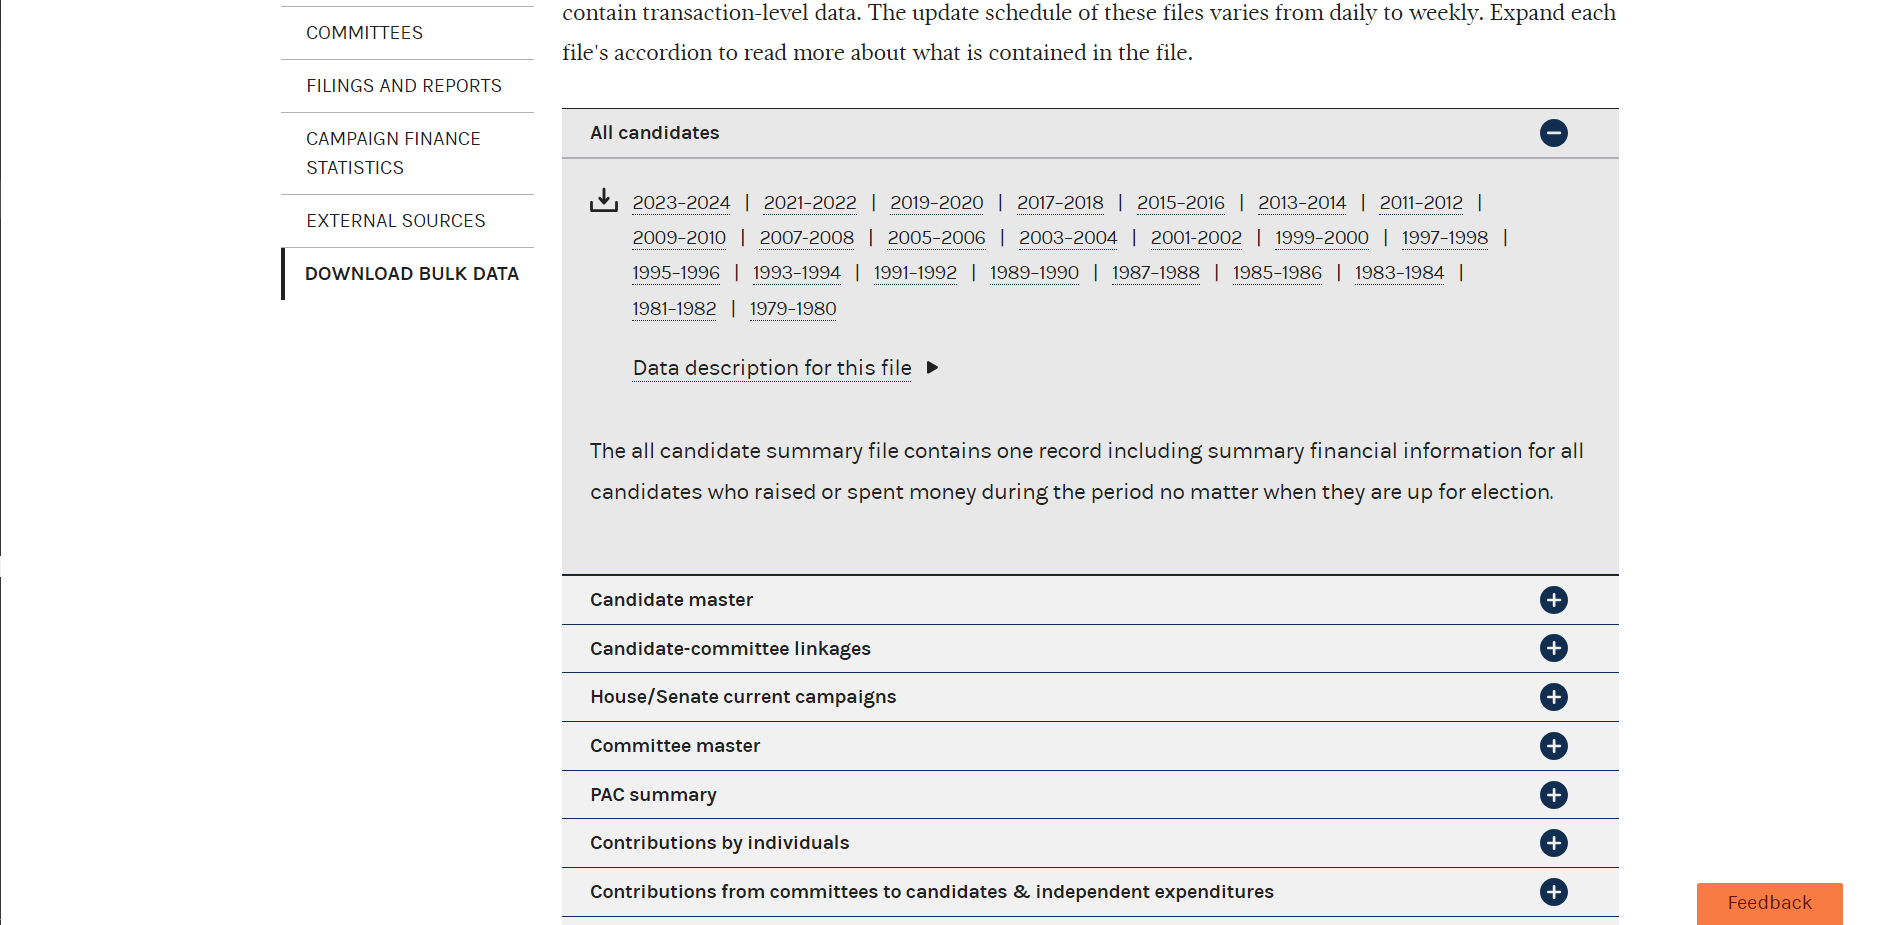 COMMITTEES
FILINGS AND REPORTS
CAMPAIGN FINANCE
STATISTICS
EXTERNAL SOURCES
DOWNLOAD BULK DATA
contain transaction-level data. The update schedule of these files varies from daily to weekly. Expand each
file's accordion to read more about what is contained in the file.
All candidates
2023–2024 | 2021–2022 | 2019–2020 | 2017–2018 | 2015–2016 | 2013–2014 | 2011–2012 |
2009–2010 | 2007-2008 | 2005–2006 | 2003–2004 | 2001-2002 | 1999–2000 | 1997–1998 |
1995–1996 | 1993–1994 | 1991–1992 | 1989–1990 | 1987–1988 | 1985–1986 | 1983–1984 |
1981–1982 | 1979–1980
Data description for this file
The all candidate summary file contains one record including summary financial information for all
candidates who raised or spent money during the period no matter when they are up for election.
Candidate master
Candidate-committee linkages
House/Senate current campaigns
Committee master
PAC summary
Contributions by individuals
Contributions from committees to candidates & independent expenditures
Feedback